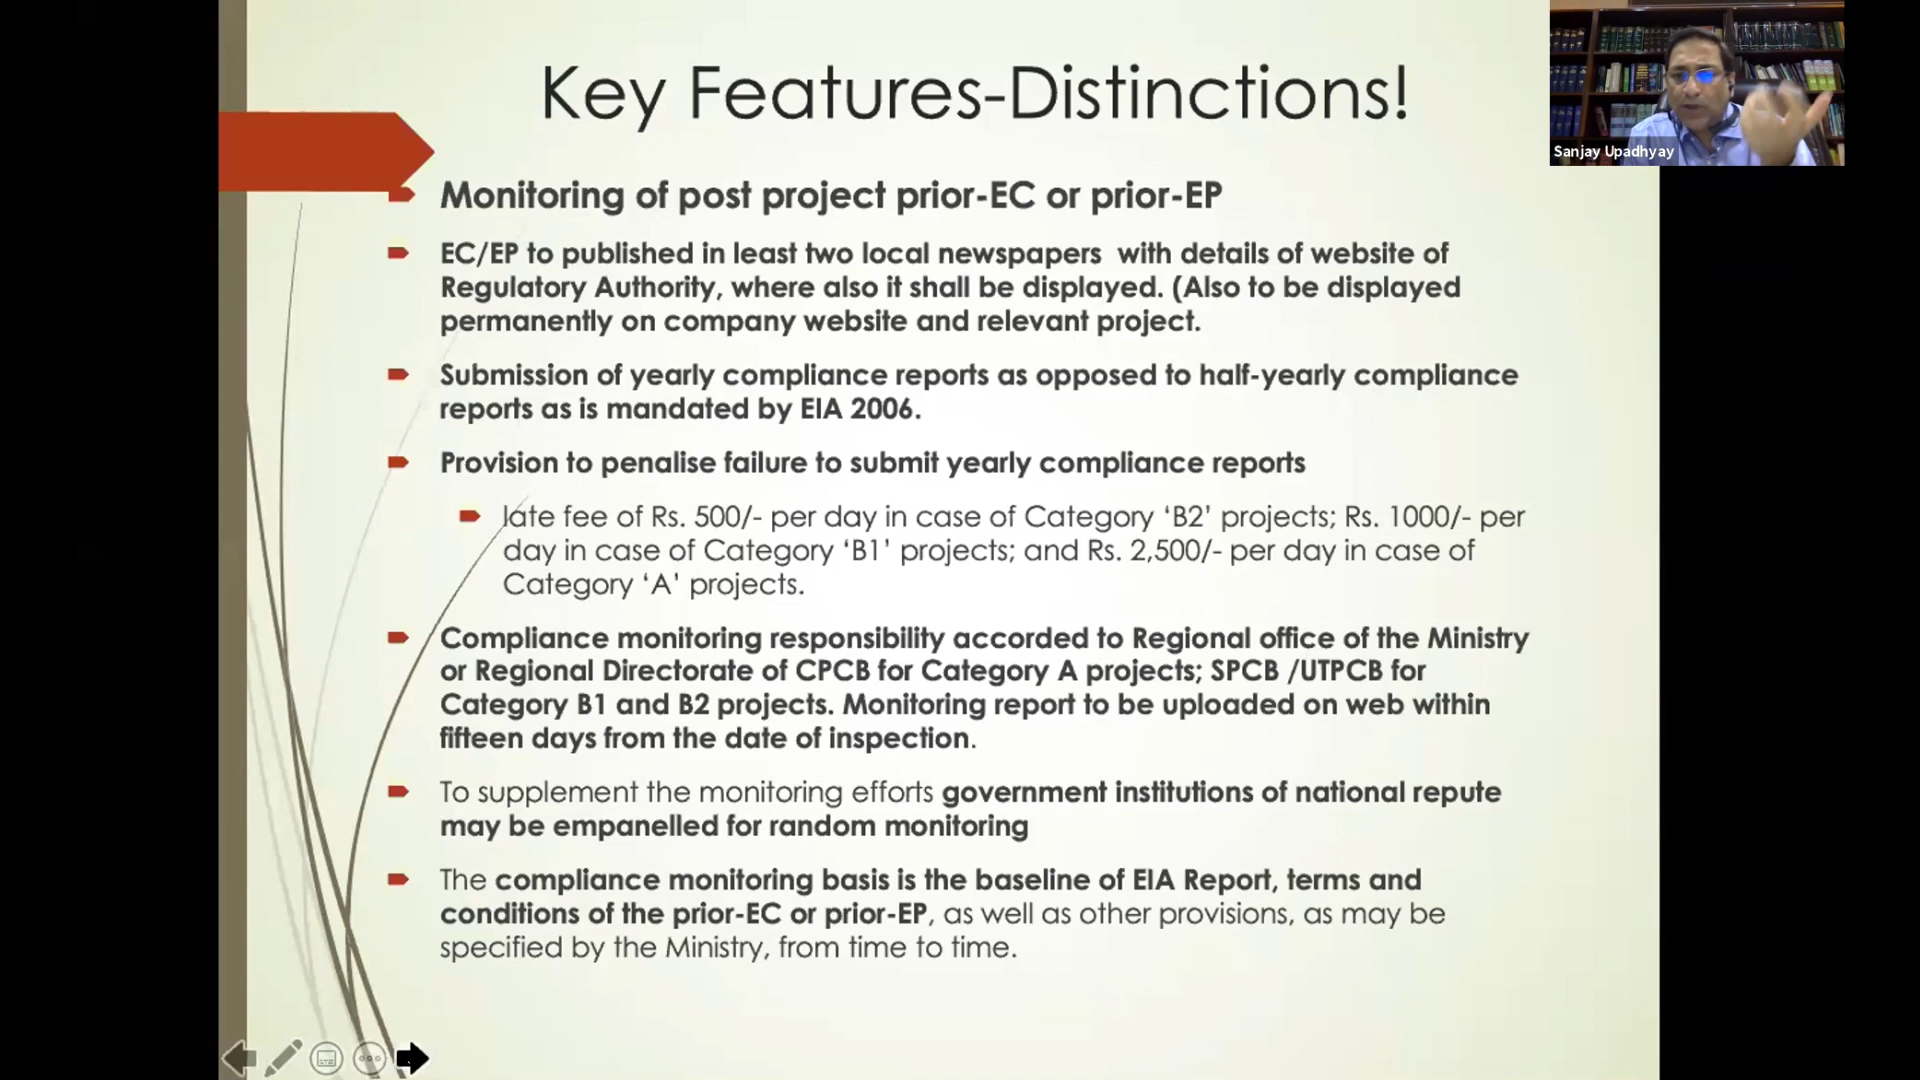 Key Features-Distinctions!
Sanjay Upadhyay
Monitoring of post project prior-EC or prior-EP
EC/EP to published in least two local newspapers with details of website of
Regulatory Authority, where also it shall be displayed. (Also to be displayed
permanently on company website and relevant project.
Submission of yearly compliance reports as opposed to half-yearly compliance
reports as is mandated by EIA 2006.
Provision to penalise failure to submit yearly compliance reports
late fee of Rs. 500/- per day in case of Category ‘B2’ projects; Rs. 1000/- per
day in case of Category ‘B1’ projects; and Rs. 2,500/- per day in case of
Category ‘A’ projects.
Compliance monitoring responsibility accorded to Regional office of the Ministry
or Regional Directorate of CPCB for Category A projects; SPCB /UTPCB for
Category B1 and B2 projects. Monitoring report to be uploaded on web within
fifteen days from the date of inspection.
To supplement the monitoring efforts government institutions of national repute
may be empanelled for random monitoring
The compliance monitoring basis is the baseline of EIA Report, terms and
conditions of the prior-EC or prior-EP, as well as other provisions, as may be
specified by the Ministry, from time to time.